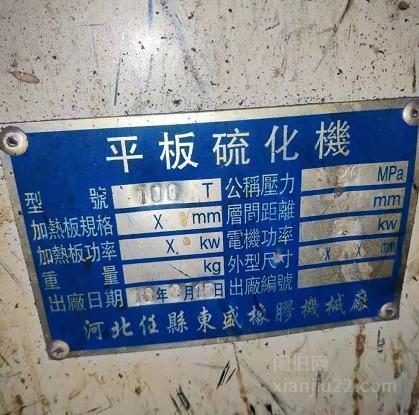 平板硫化機
型號 100 T 公稱壓力 MPa
加熱板規格 X mm 層間距離 mm
加熱板功率 X kw 電機功率 kw
重量 kg 外型尺寸 X X mm
出廠日期 年 月 日 出廠編號
河北任縣東盛橡膠機械廠
闲旧网
xianjiu22.com